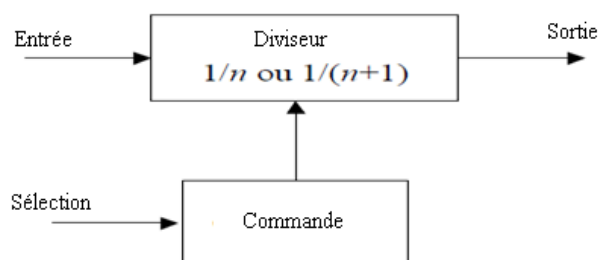 Entrée
Diviseur
Sortie
1/n ou 1/(n+1)
Sélection
Commande